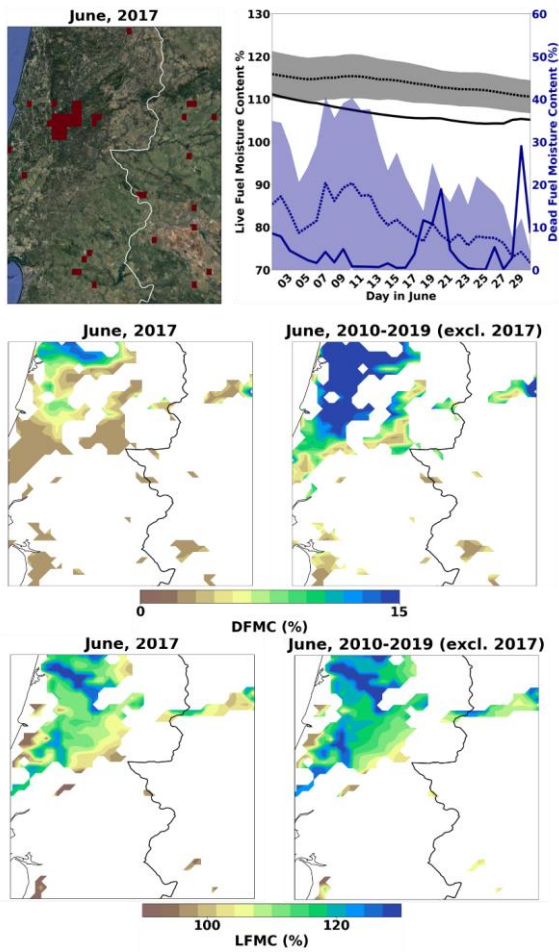 June, 2017
130
120
110
100
90
80
70
Live Fuel Moisture Content %
60
50
40
30
20
10
0
Dead Fuel Moisture Content (%)
03 05 07 09 11 13 15 17 19 21 23 25 27 29
Day in June
June, 2017
June, 2010-2019 (excl. 2017)
0 15
DFMC (%)
June, 2017
June, 2010-2019 (excl. 2017)
100 120
LFMC (%)